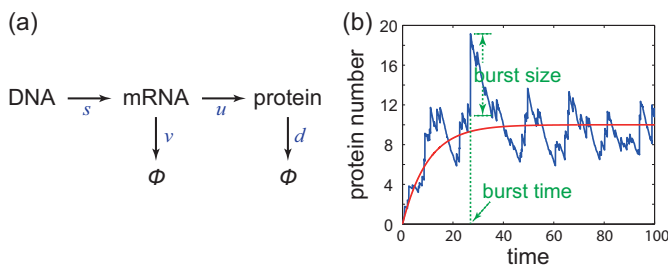 (a)
DNA s mRNA u protein
v d
Φ Φ
(b)
protein number
20
16
12
8
4
0
burst size
burst time
0 20 40 60 80 100
time